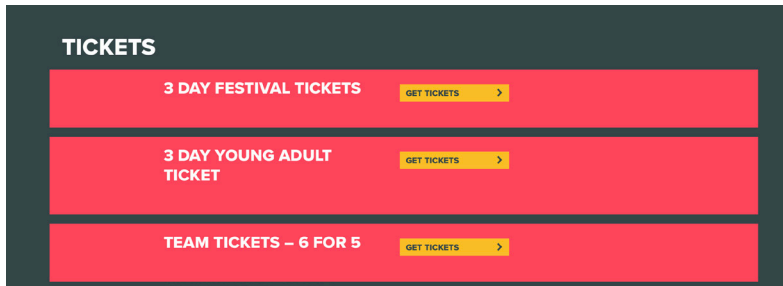 TICKETS
3 DAY FESTIVAL TICKETS
GET TICKETS
3 DAY YOUNG ADULT
TICKET
GET TICKETS
TEAM TICKETS – 6 FOR 5
GET TICKETS